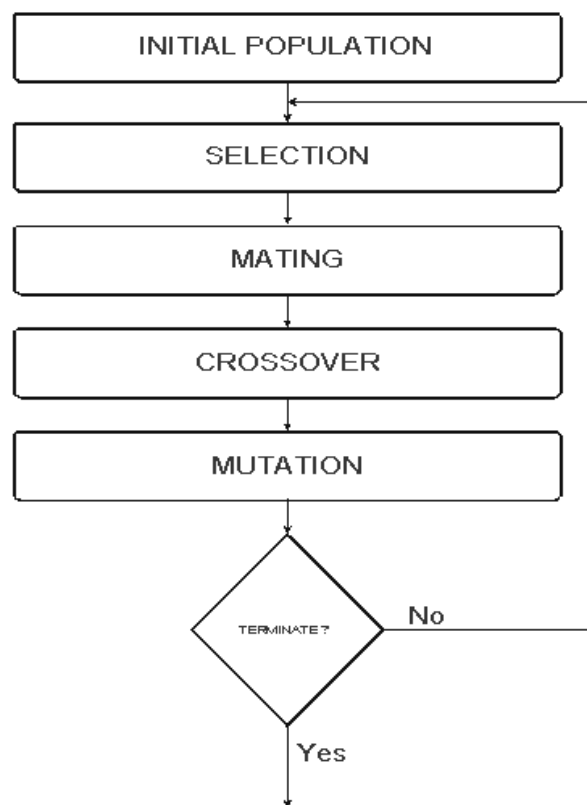 INITIAL POPULATION
SELECTION
MATING
CROSSOVER
MUTATION
TERMINATE?
No
Yes